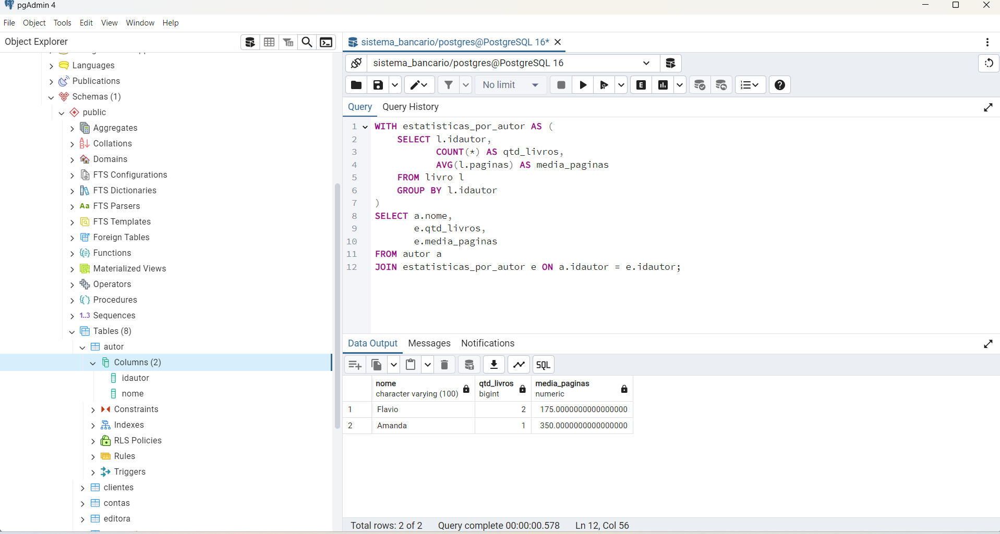 pgAdmin 4
File Object Tools Edit View Window Help
Object Explorer
Languages
Publications
Schemas (1)
public
Aggregates
Collations
Domains
FTS Configurations
FTS Dictionaries
Aa FTS Parsers
FTS Templates
Foreign Tables
Functions
Materialized Views
Operators
Procedures
1..3 Sequences
Tables (8)
autor
Columns (2)
idautor
nome
Constraints
Indexes
RLS Policies
Rules
Triggers
clientes
contas
editora
sistema_bancario/postgres@PostgreSQL 16*
sistema_bancario/postgres@PostgreSQL 16
No limit
E
Query Query History
1 WITH estatisticas_por_autor AS (
2 SELECT l.idautor,
3 COUNT(*) AS qtd_livros,
4 AVG(l.paginas) AS media_paginas
5 FROM livro l
6 GROUP BY l.idautor
7 )
8 SELECT a.nome,
9 e.qtd_livros,
10 e.media_paginas
11 FROM autor a
12 JOIN estatisticas_por_autor e ON a.idautor = e.idautor;
Data Output Messages Notifications
SQL
nome qtd_livros media_paginas
character varying (100) bigint numeric
1 Flavio 2 175.0000000000000000
2 Amanda 1 350.0000000000000000
Total rows: 2 of 2 Query complete 00:00:00.578 Ln 12, Col 56